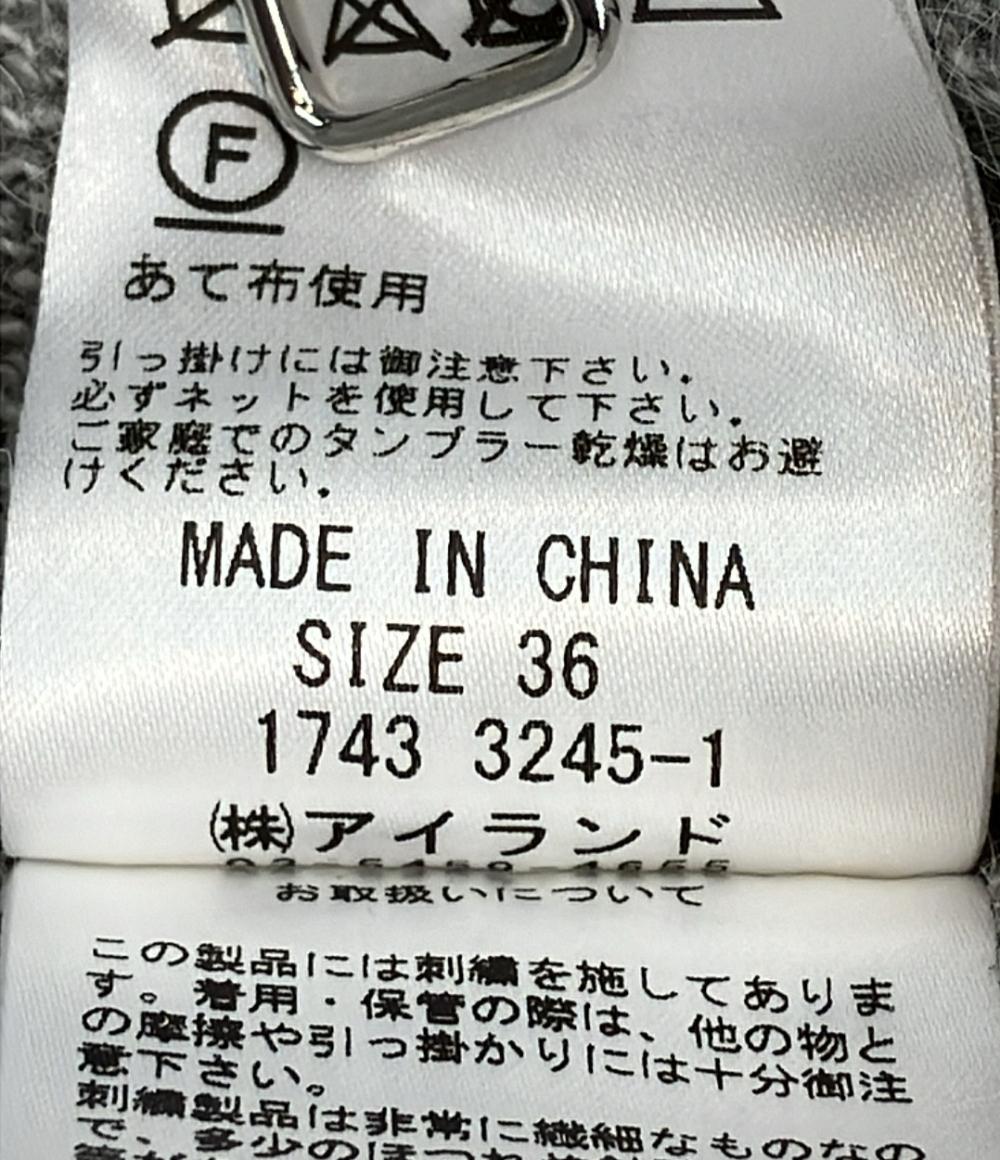 F
あて布使用
引っ掛けには御注意下さい。
必ずネットを使用して下さい。
ご家庭でのタンブラー乾燥はお避
けください。
MADE IN CHINA
SIZE 36
1743 3245-1
(株)アイランド
お取扱いについて
この製品には刺繍を施してありま
す。着用・保管の際は、他の物と
の摩擦や引っ掛かりには十分御注
意下さい。
刺繍製品は非常に繊細なものなの
で、多少のほつれ